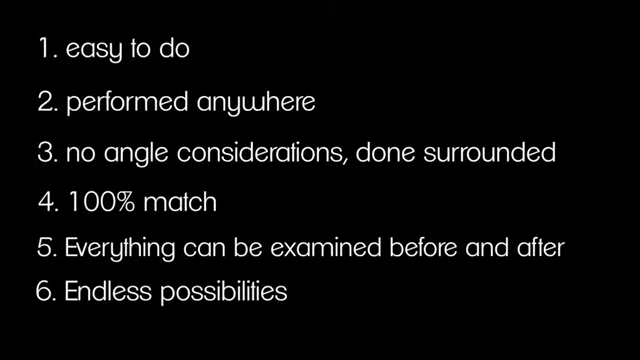 1. easy to do
2. performed anywhere
3. no angle considerations, done surrounded
4. 100% match
5. Everything can be examined before and after
6. Endless possibilities